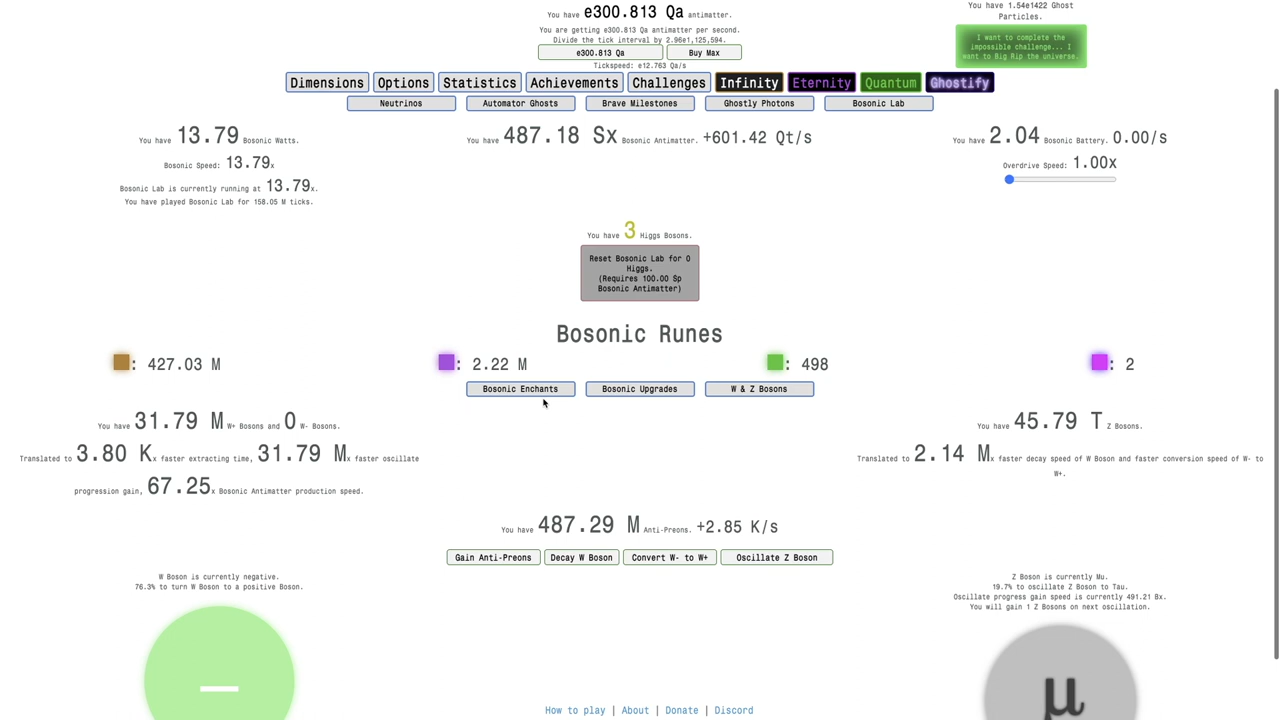 You have e300.813 Qa antimatter.
You are getting e300.813 Qa antimatter per second.
Divide the tick interval by 2.96e1,125,594.
e300.813 Qa Buy Max
Tickspeed: e12.763 Qa/s
You have 1.54e1422 Ghost
Particles.
I want to complete the
impossible challenge... I
want to Big Rip the universe.
Dimensions Options Statistics Achievements Challenges Infinity Eternity Quantum Ghostify
Neutrinos Automator Ghosts Brave Milestones Ghostly Photons Bosonic Lab
You have 13.79 Bosonic Watts.
Bosonic Speed: 13.79x
Bosonic Lab is currently running at 13.79x.
You have played Bosonic Lab for 158.05 M ticks.
You have 487.18 Sx Bosonic Antimatter. +601.42 Qt/s
You have 2.04 Bosonic Battery. 0.00/s
Overdrive Speed: 1.00x
You have 3 Higgs Bosons.
Reset Bosonic Lab for 0
Higgs.
(Requires 100.00 Sp
Bosonic Antimatter)
Bosonic Runes
: 427.03 M : 2.22 M : 498 : 2
Bosonic Enchants Bosonic Upgrades W & Z Bosons
You have 31.79 M W+ Bosons and 0 W- Bosons.
Translated to 3.80 Kx faster extracting time, 31.79 Mx faster oscillate
progression gain, 67.25x Bosonic Antimatter production speed.
You have 45.79 T Z Bosons.
Translated to 2.14 Mx faster decay speed of W Boson and faster conversion speed of W- to
W+.
You have 487.29 M Anti-Preons. +2.85 K/s
Gain Anti-Preons Decay W Boson Convert W- to W+ Oscillate Z Boson
W Boson is currently negative.
76.3% to turn W Boson to a positive Boson.
−
Z Boson is currently Mu.
19.7% to oscillate Z Boson to Tau.
Oscillate progress gain speed is currently 491.21 Bx.
You will gain 1 Z Bosons on next oscillation.
μ
How to play | About | Donate | Discord